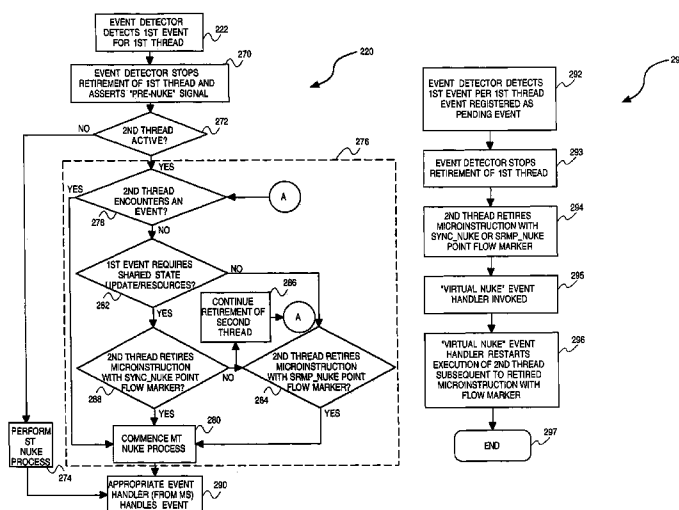 EVENT DETECTOR
DETECTS 1ST EVENT
FOR 1ST THREAD
222
270
EVENT DETECTOR STOPS
RETIREMENT OF 1ST THREAD AND
ASSERTS "PRE-NUKE" SIGNAL
220
NO
2ND THREAD
ACTIVE?
272
276
YES
YES
2ND THREAD
ENCOUNTERS AN
EVENT?
A
278
NO
1ST EVENT REQUIRES
SHARED STATE
UPDATE/RESOURCES?
NO
282
286
CONTINUE
RETIREMENT OF
SECOND
THREAD
A
YES
2ND THREAD RETIRES
MICROINSTRUCTION
WITH SYNC_NUKE POINT
FLOW MARKER?
NO
2ND THREAD RETIRES
MICROINSTRUCTION
WITH SRMP_NUKE POINT
FLOW MARKER?
288
284
YES
YES
280
PERFORM
ST
NUKE
PROCESS
COMMENCE MT
NUKE PROCESS
274
290
APPROPRIATE EVENT
HANDLER (FROM MS)
HANDLES EVENT
29
292
EVENT DETECTOR DETECTS
1ST EVENT PER 1ST THREAD
EVENT REGISTERED AS
PENDING EVENT
293
EVENT DETECTOR STOPS
RETIREMENT OF 1ST THREAD
294
2ND THREAD RETIRES
MICROINSTRUCTION WITH
SYNC_NUKE OR SRMP_NUKE
POINT FLOW MARKER
295
"VIRTUAL NUKE" EVENT
HANDLER INVOKED
296
"VIRTUAL NUKE" EVENT
HANDLER RESTARTS
EXECUTION OF 2ND THREAD
SUBSEQUENT TO RETIRED
MICROINSTRUCTION WITH
FLOW MARKER
297
END